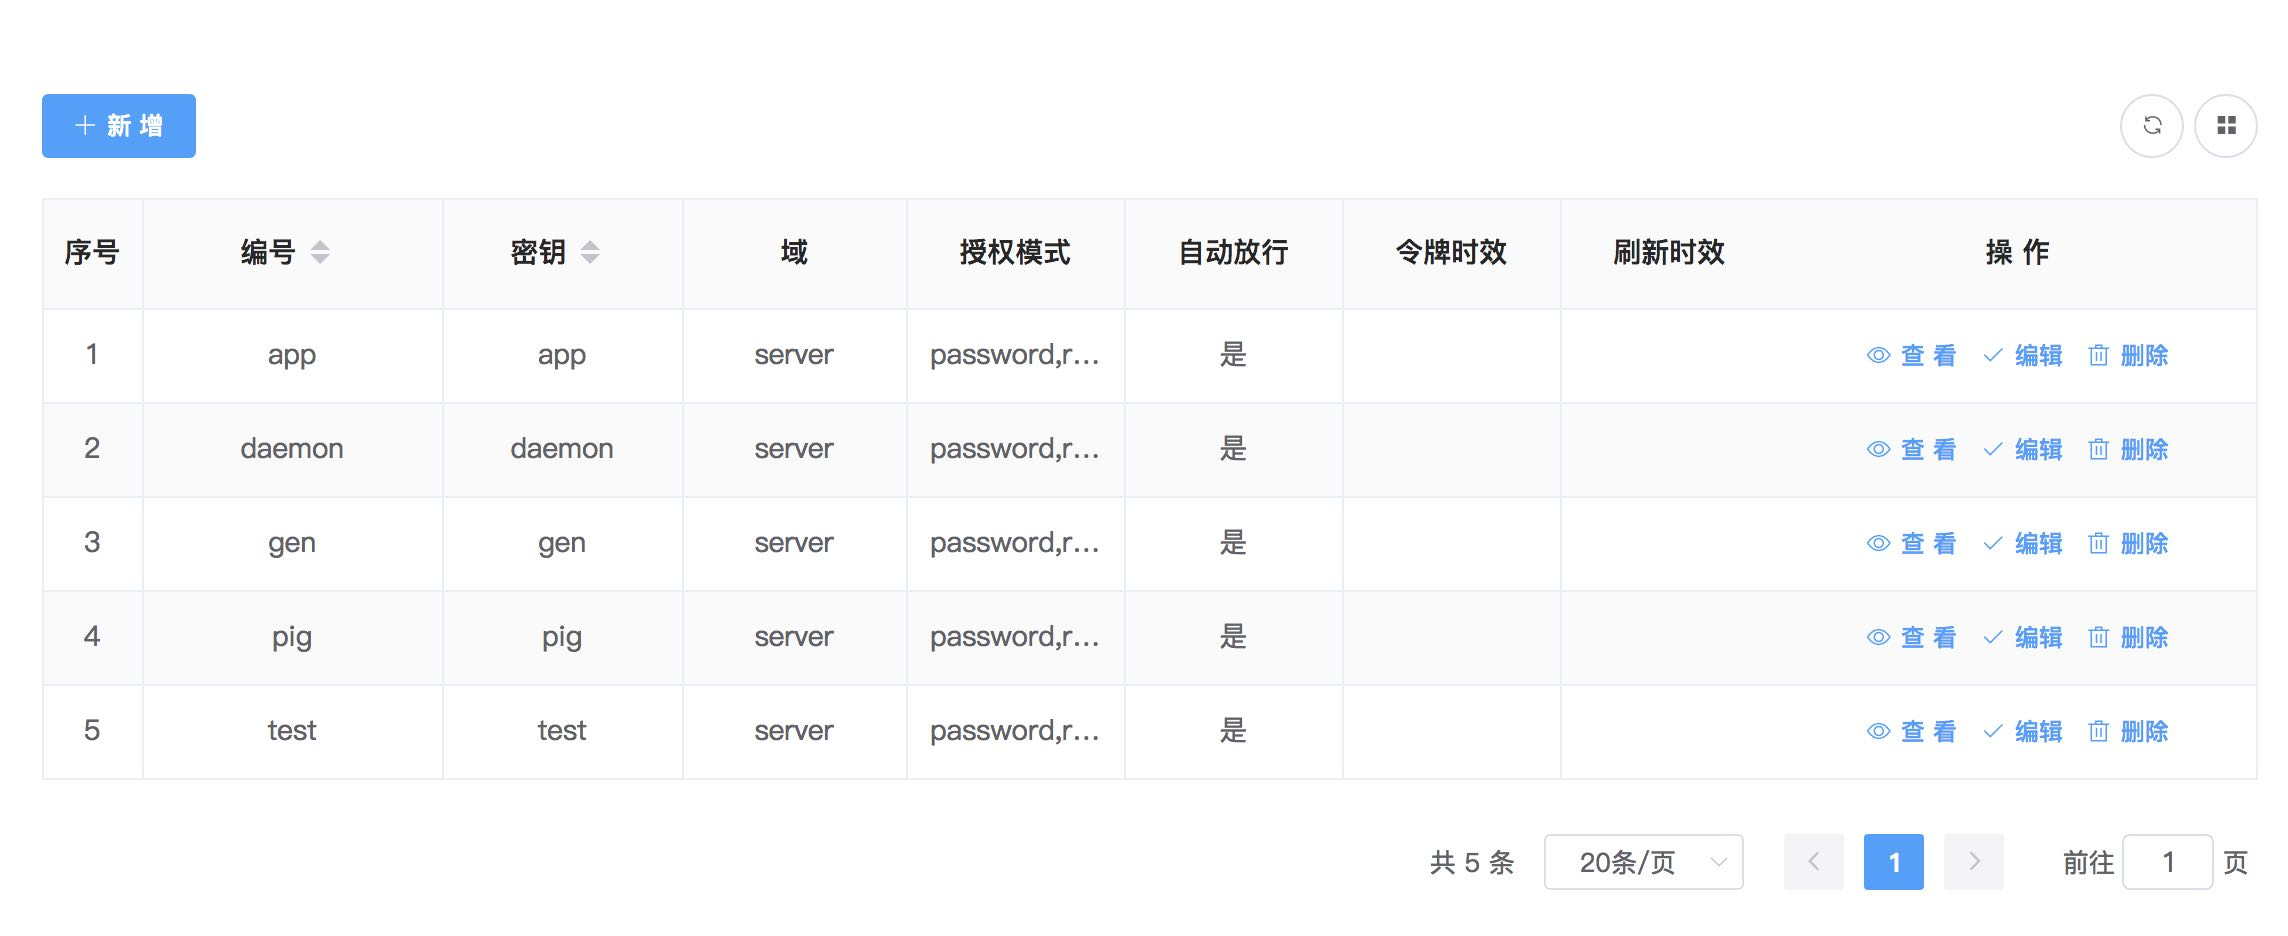 新 增
序号 编号 密钥 域 授权模式 自动放行 令牌时效 刷新时效 操 作
1 app app server password,r... 是 查 看 编辑 删除
2 daemon daemon server password,r... 是 查 看 编辑 删除
3 gen gen server password,r... 是 查 看 编辑 删除
4 pig pig server password,r... 是 查 看 编辑 删除
5 test test server password,r... 是 查 看 编辑 删除
共 5 条 20条/页 1 前往 1 页